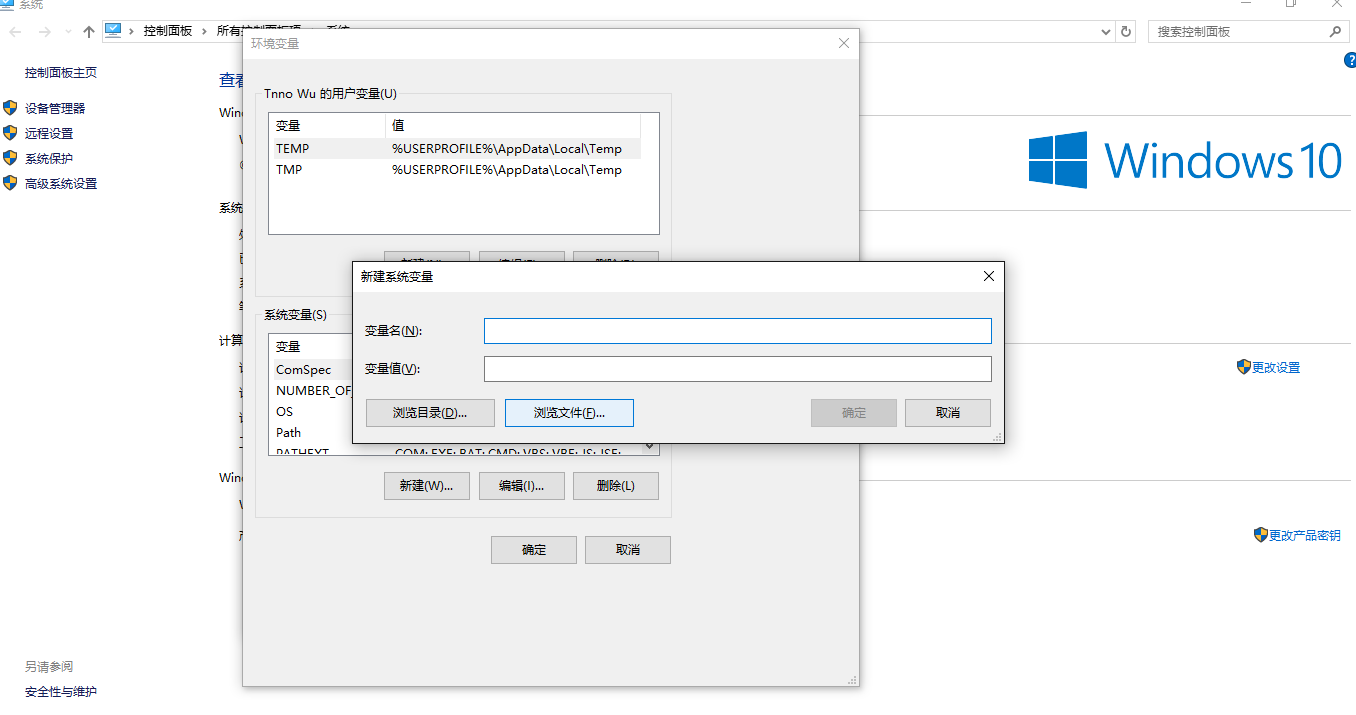 系统
控制面板 所有控制面板项 系统
搜索控制面板
环境变量
控制面板主页
设备管理器
远程设置
系统保护
高级系统设置
查看
Wind
系统
计算
Wind
Windows 10
Tnno Wu 的用户变量(U)
变量 值
TEMP %USERPROFILE%\AppData\Local\Temp
TMP %USERPROFILE%\AppData\Local\Temp
新建系统变量
变量名(N):
变量值(V):
浏览目录(D)... 浏览文件(F)... 确定 取消
系统变量(S)
变量
ComSpec
NUMBER_OF_
OS
Path
PATHEXT .COM;.EXE;.BAT;.CMD;.VBS;.VBE;.JS;.JSE;
新建(W)... 编辑(I)... 删除(L)
确定 取消
更改设置
更改产品密钥
另请参阅
安全性与维护